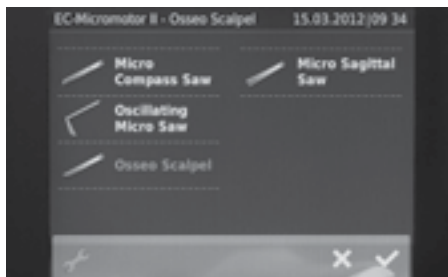 EC-Micromotor II - Osseo Scalpel 15.03.2012|09 34
Micro
Compass Saw
Micro Sagittal
Saw
Oscillating
Micro Saw
Osseo Scalpel